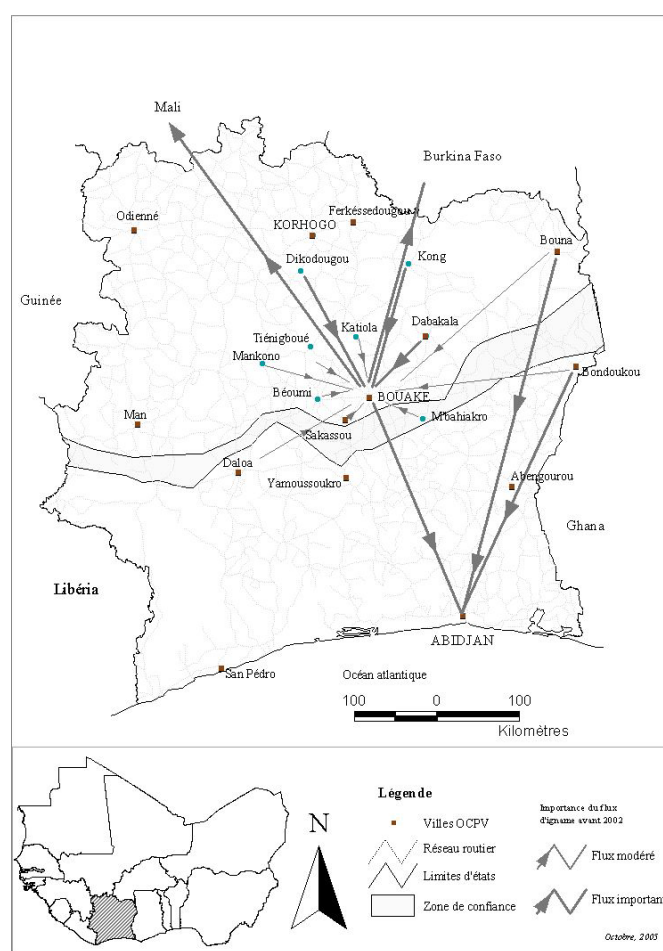 Mali
Burkina Faso
Odienné
Ferkéssedougou
KORHOGO
Bouna
Dikodougou
Kong
Guinée
Tiénigboué
Katiola
Dabakala
Mankono
Bondoukou
Béoumi
BOUAKE
Man
M'bahiakro
Sakassou
Daloa
Yamoussoukro
Abengourou
Ghana
Libéria
ABIDJAN
San Pédro
Océan atlantique
100 0 100
Kilomètres
N
Légende
Villes OCPV
Réseau routier
Limites d'états
Zone de confiance
Importance du flux
d'igname avant 2002
Flux modéré
Flux important
Octobre, 2005